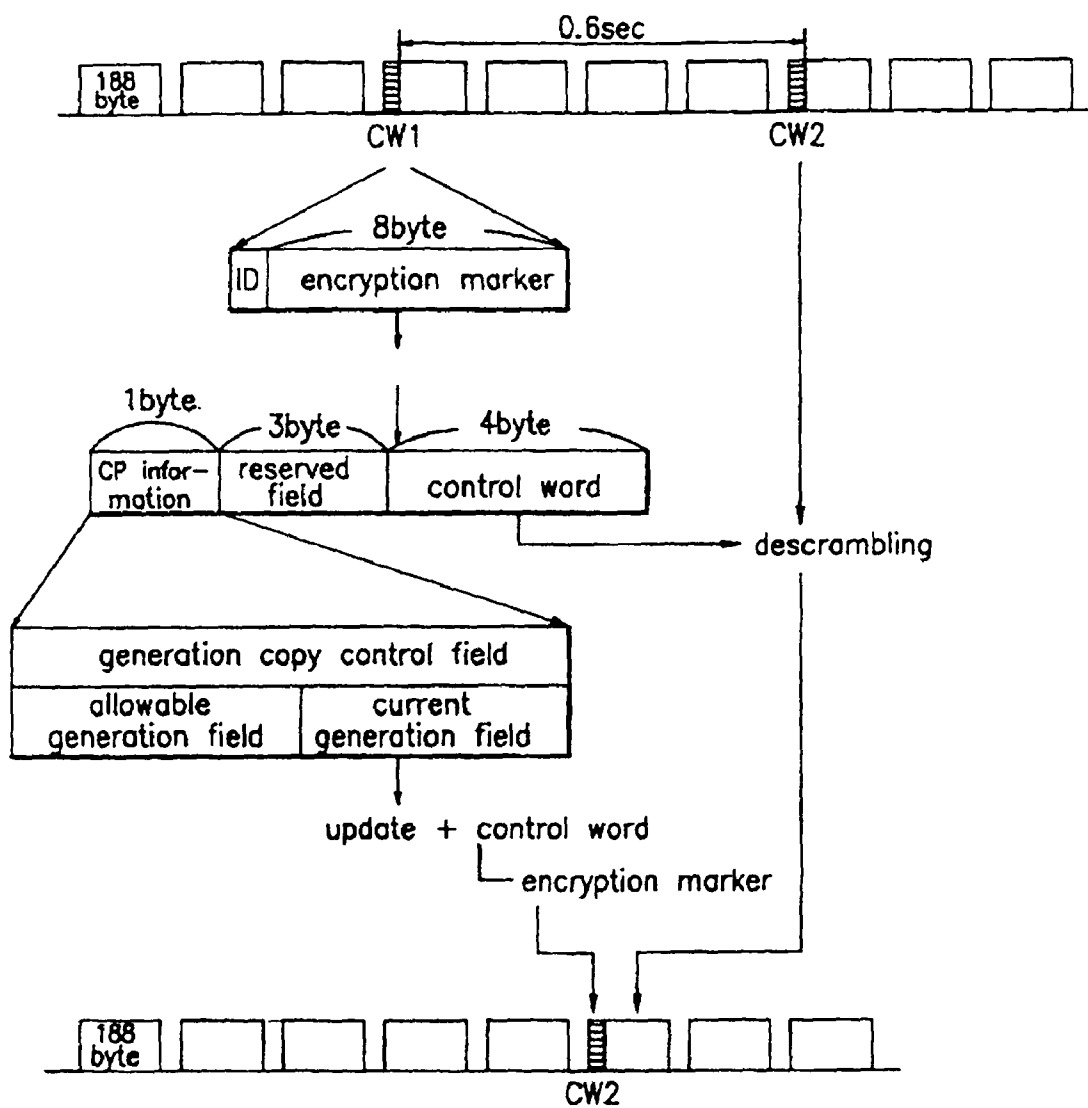 0.6sec
188
byte
CW1
CW2
8byte
ID
encryption marker
1byte.
3byte
4byte
CP infor-
mation
reserved
field
control word
descrambling
generation copy control field
allowable
generation field
current
generation field
update + control word
encryption marker
188
byte
CW2